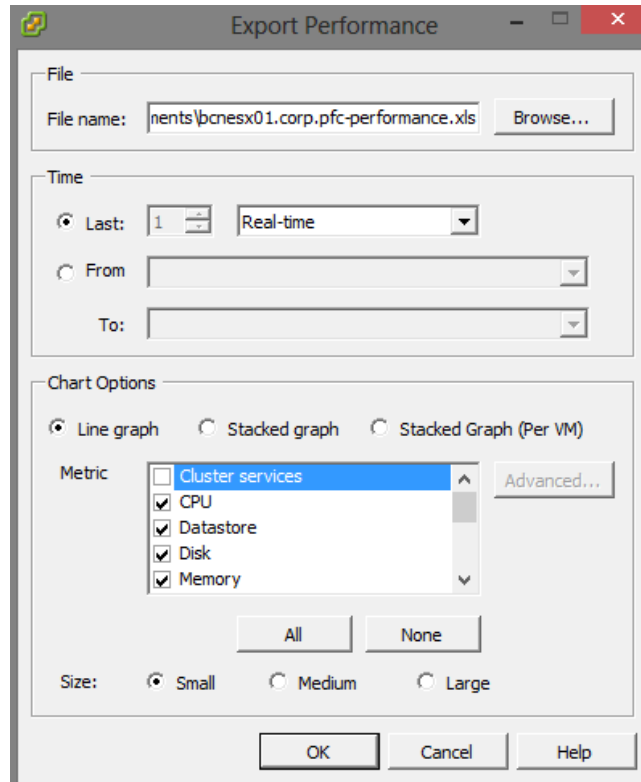 Export Performance
File
File name: ments\bcnesx01.corp.pfc-performance.xls Browse...
Time
Last: 1 Real-time
From
To:
Chart Options
Line graph Stacked graph Stacked Graph (Per VM)
Metric Cluster services Advanced...
CPU
Datastore
Disk
Memory
All None
Size: Small Medium Large
OK Cancel Help